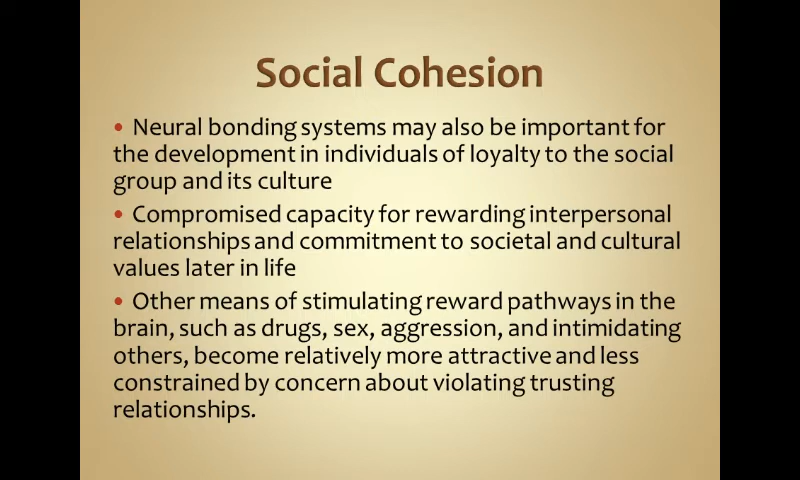 Social Cohesion
• Neural bonding systems may also be important for
the development in individuals of loyalty to the social
group and its culture
• Compromised capacity for rewarding interpersonal
relationships and commitment to societal and cultural
values later in life
• Other means of stimulating reward pathways in the
brain, such as drugs, sex, aggression, and intimidating
others, become relatively more attractive and less
constrained by concern about violating trusting
relationships.